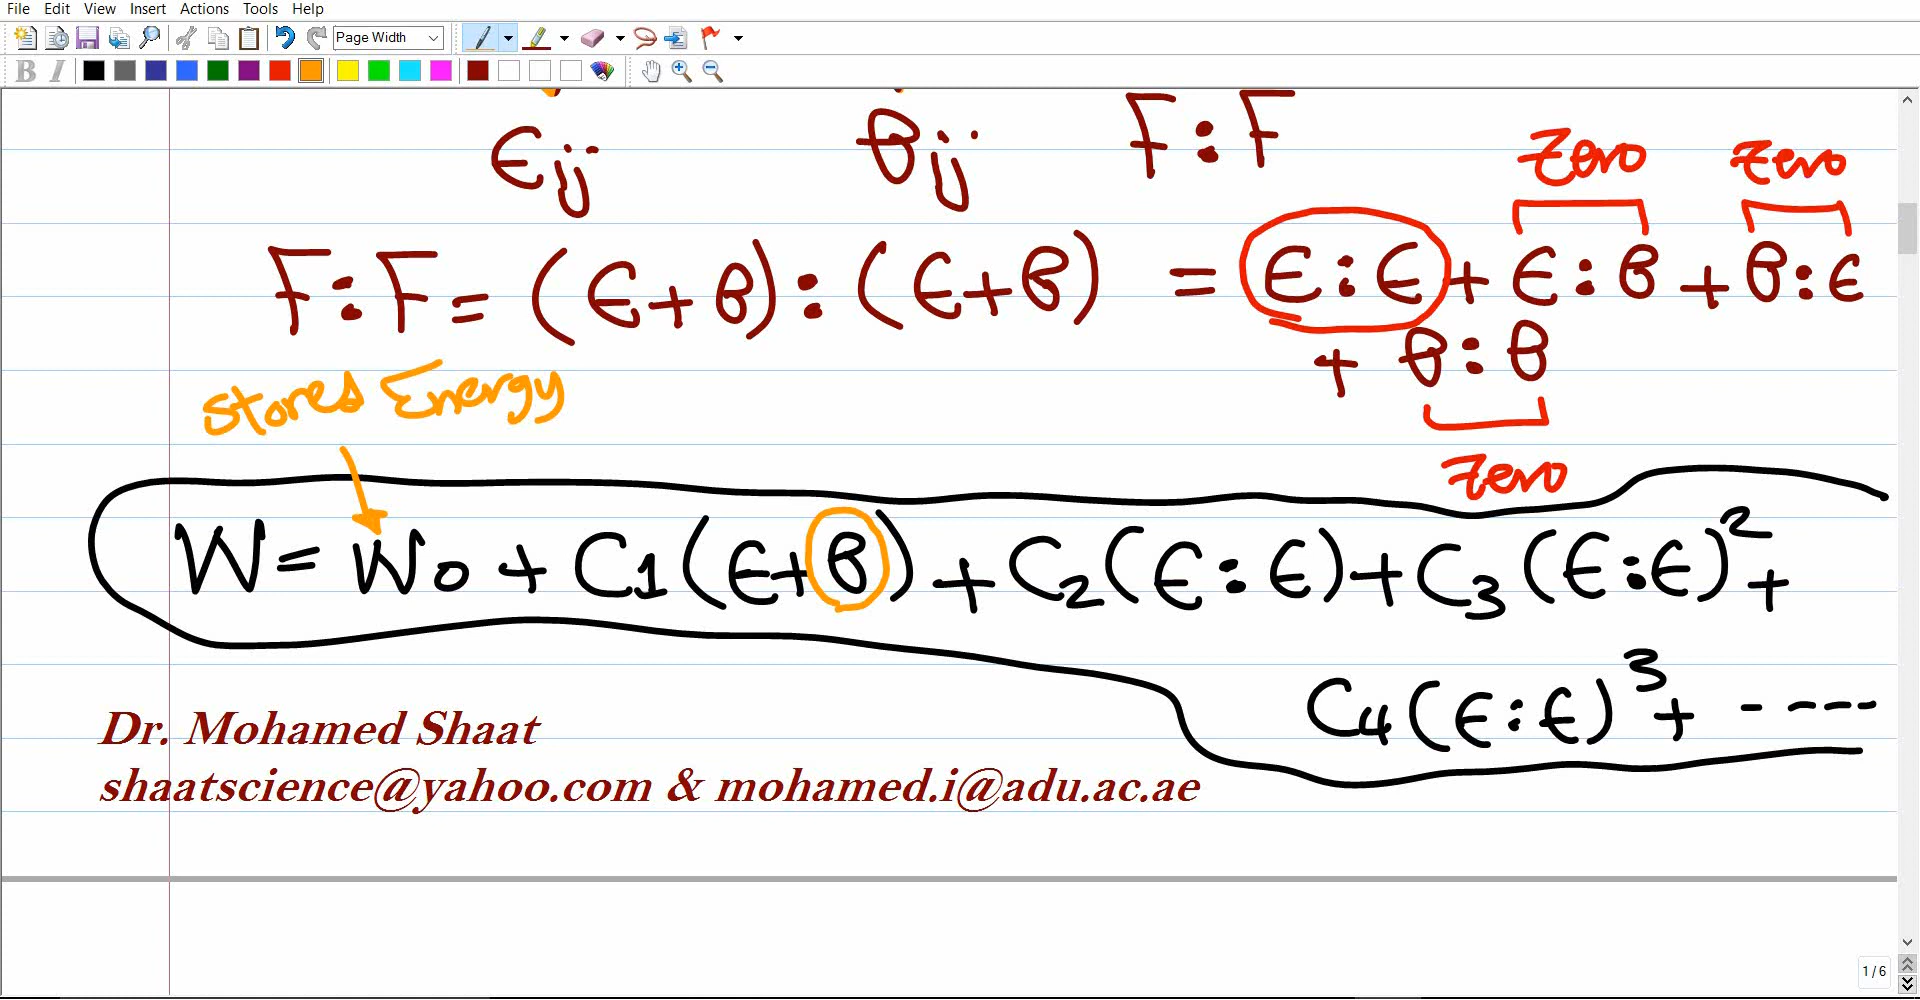 File Edit View Insert Actions Tools Help
Page Width
B I
ϵij θij F:F
Zero Zero
F:F = (ϵ+θ):(ϵ+θ) = ϵ:ϵ + ϵ:θ + θ:ϵ
+ θ:θ
Stores Energy
Zero
W = W0 + C1(ϵ+θ) + C2(ϵ:ϵ) + C3(ϵ:ϵ)² +
C4(ϵ:ϵ)³ + -----
Dr. Mohamed Shaat
shaatscience@yahoo.com & mohamed.i@adu.ac.ae
1 / 6